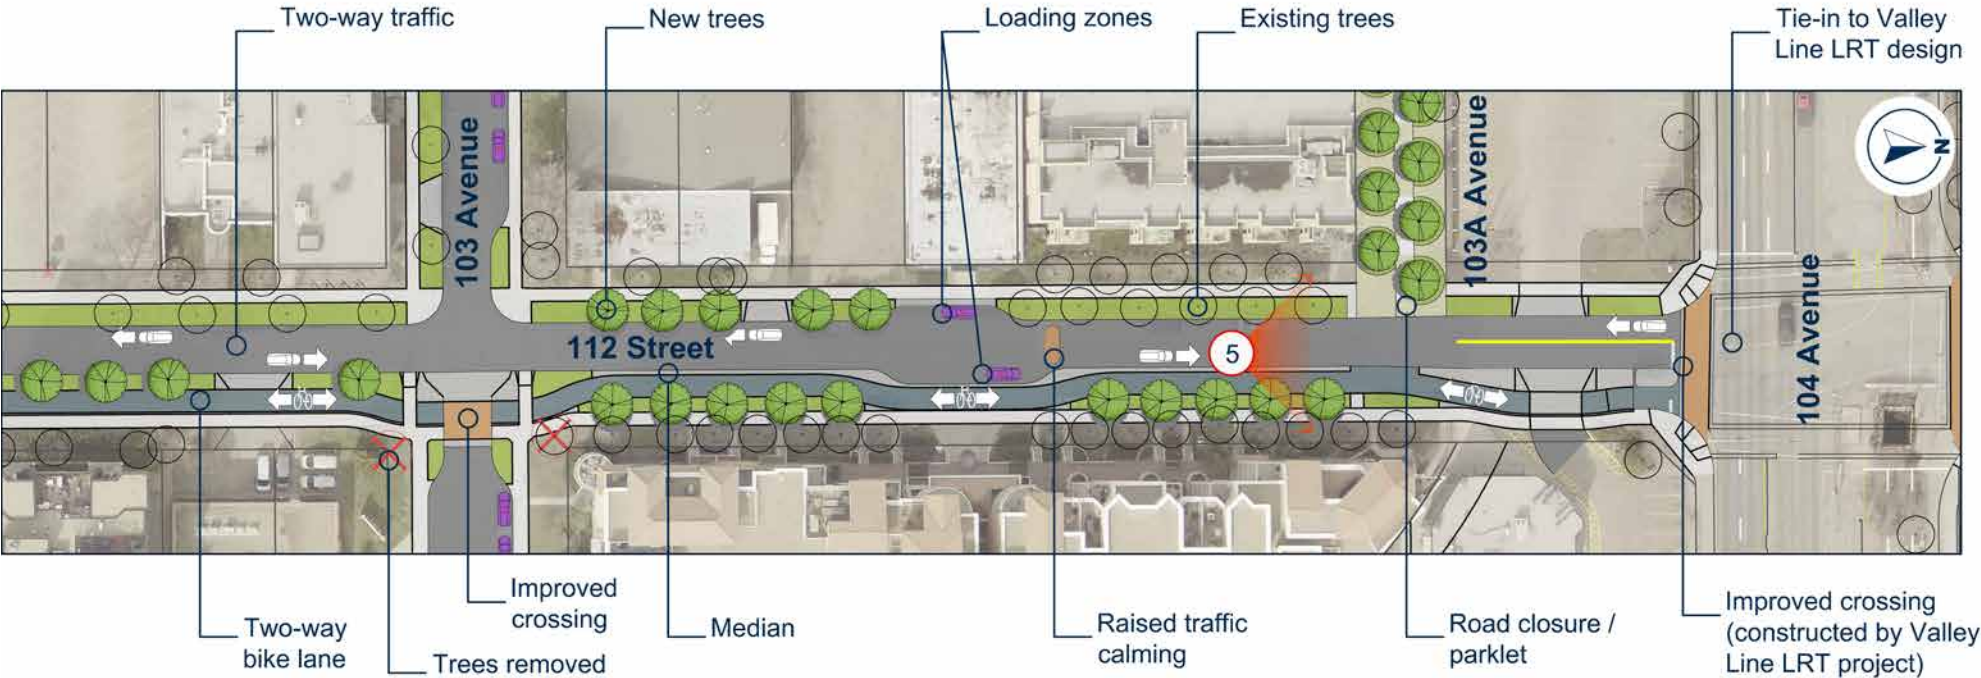 Two-way traffic
New trees
Loading zones
Existing trees
Tie-in to Valley
Line LRT design
103 Avenue
103A Avenue
N
104 Avenue
112 Street
5
Two-way
bike lane
Trees removed
Improved
crossing
Median
Raised traffic
calming
Road closure /
parklet
Improved crossing
(constructed by Valley
Line LRT project)